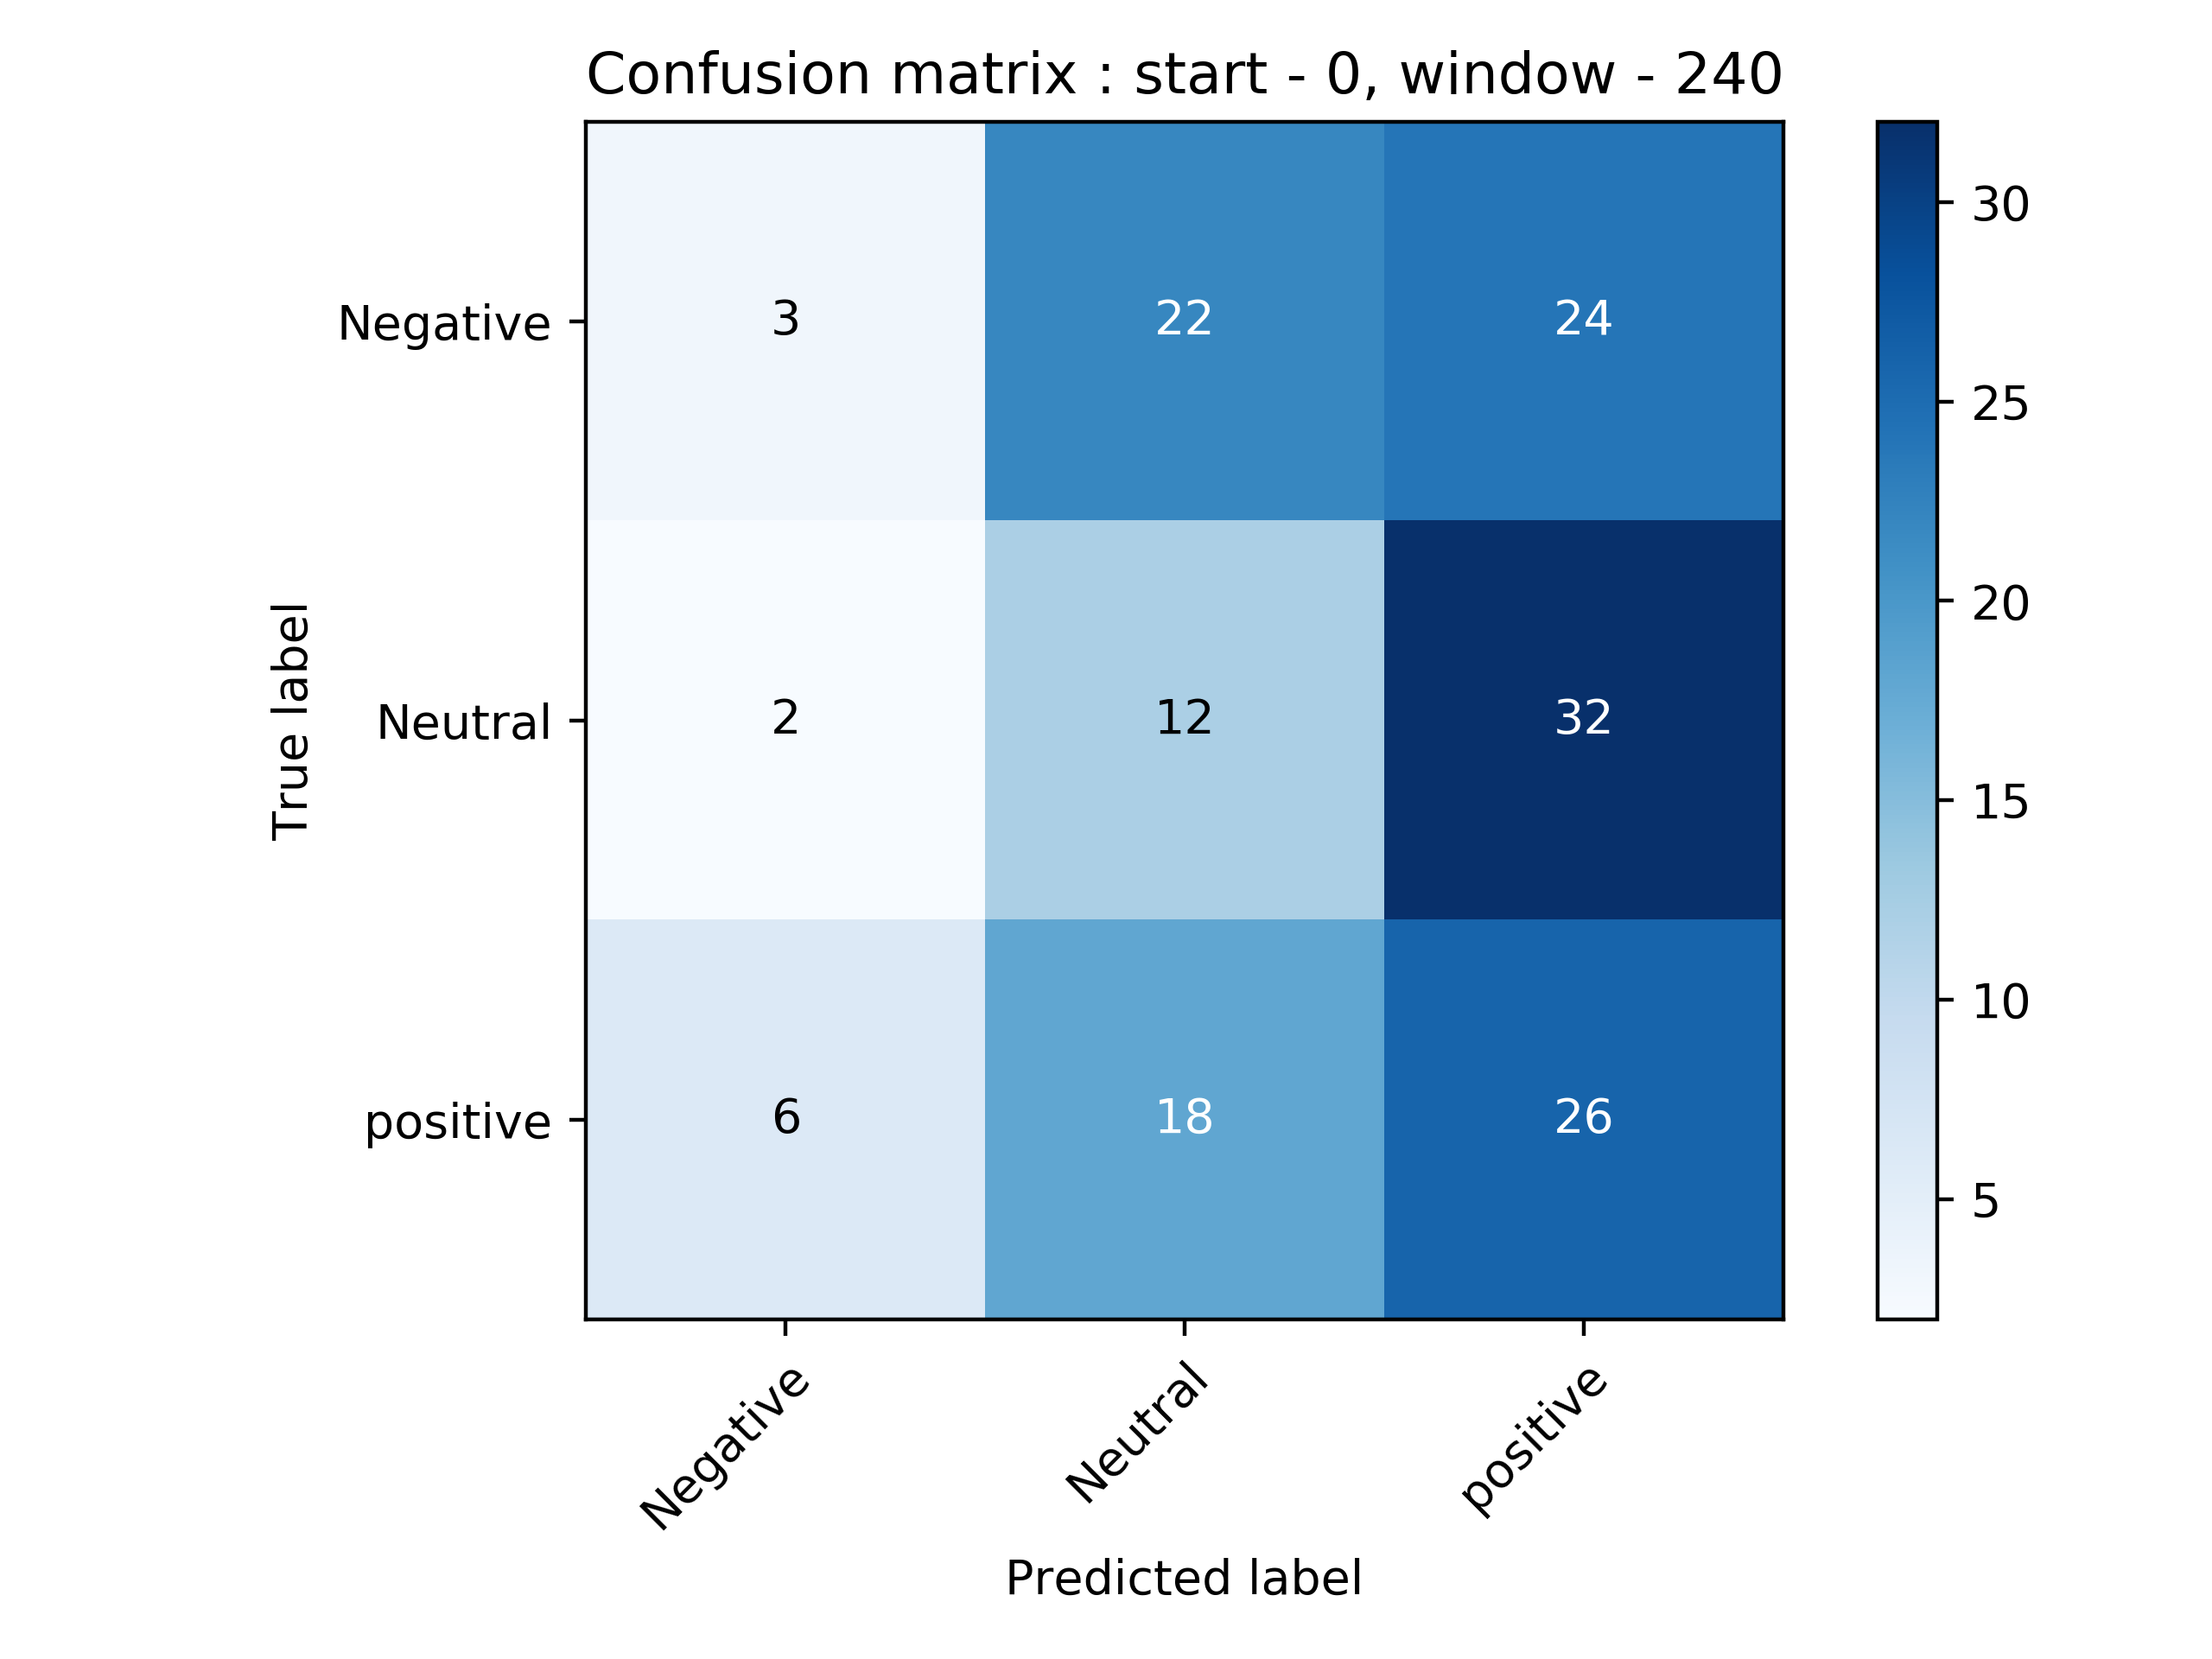 Confusion matrix : start - 0, window - 240
True label
Negative 3 22 24
Neutral 2 12 32
positive 6 18 26
Negative Neutral positive
Predicted label
30
25
20
15
10
5